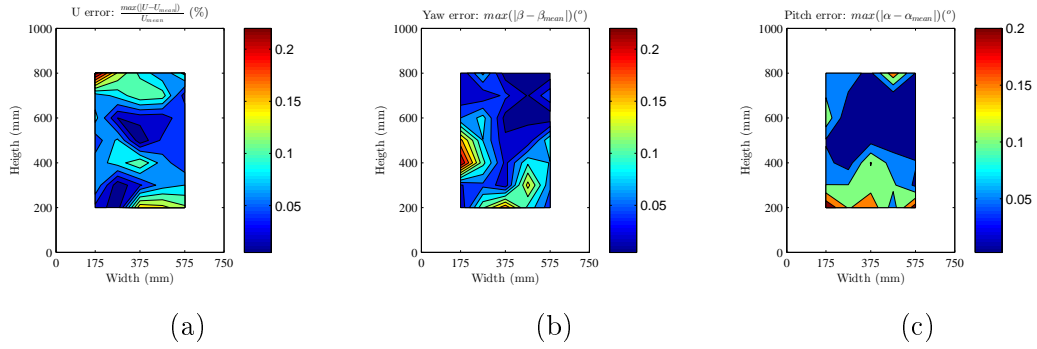 U error: max(|U−U_mean|)/U_mean (%)
1000
800
600
400
200
0
Heigth (mm)
0 175 375 575 750
Width (mm)
0.2
0.15
0.1
0.05
(a)
Yaw error: max(|β − β_mean|)(°)
1000
800
600
400
200
0
Heigth (mm)
0 175 375 575 750
Width (mm)
0.2
0.15
0.1
0.05
(b)
Pitch error: max(|α − α_mean|)(°)
1000
800
600
400
200
0
Heigth (mm)
0 175 375 575 750
Width (mm)
0.2
0.15
0.1
0.05
(c)